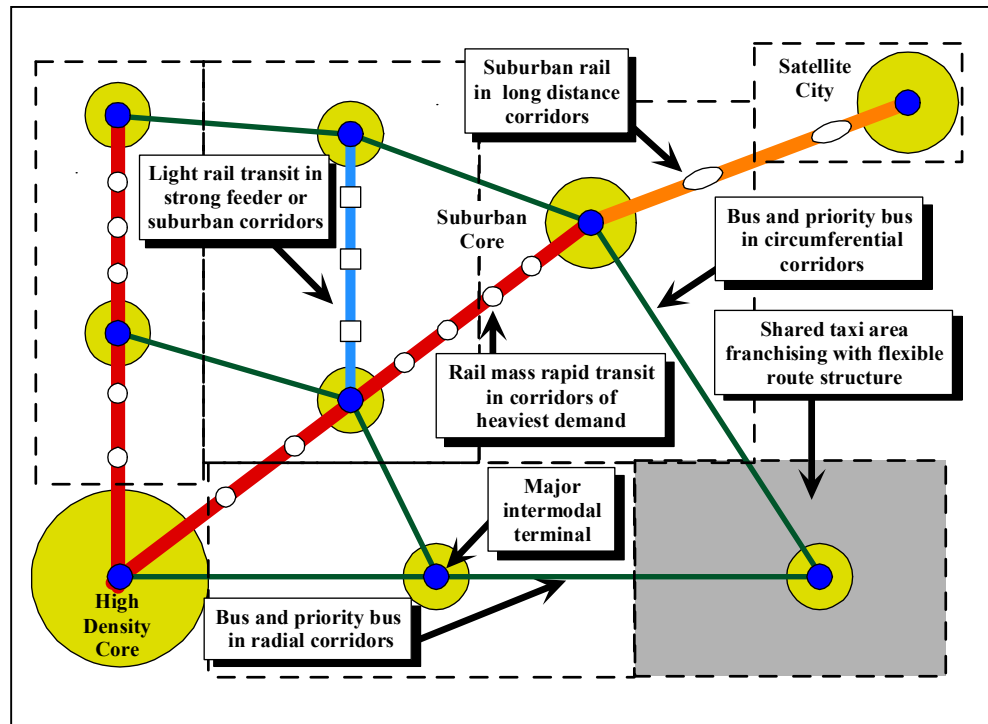 Suburban rail
in long distance
corridors
Satellite
City
Light rail transit in
strong feeder or
suburban corridors
Suburban
Core
Bus and priority bus
in circumferential
corridors
Shared taxi area
franchising with flexible
route structure
Rail mass rapid transit
in corridors of
heaviest demand
Major
intermodal
terminal
High
Density
Core
Bus and priority bus
in radial corridors